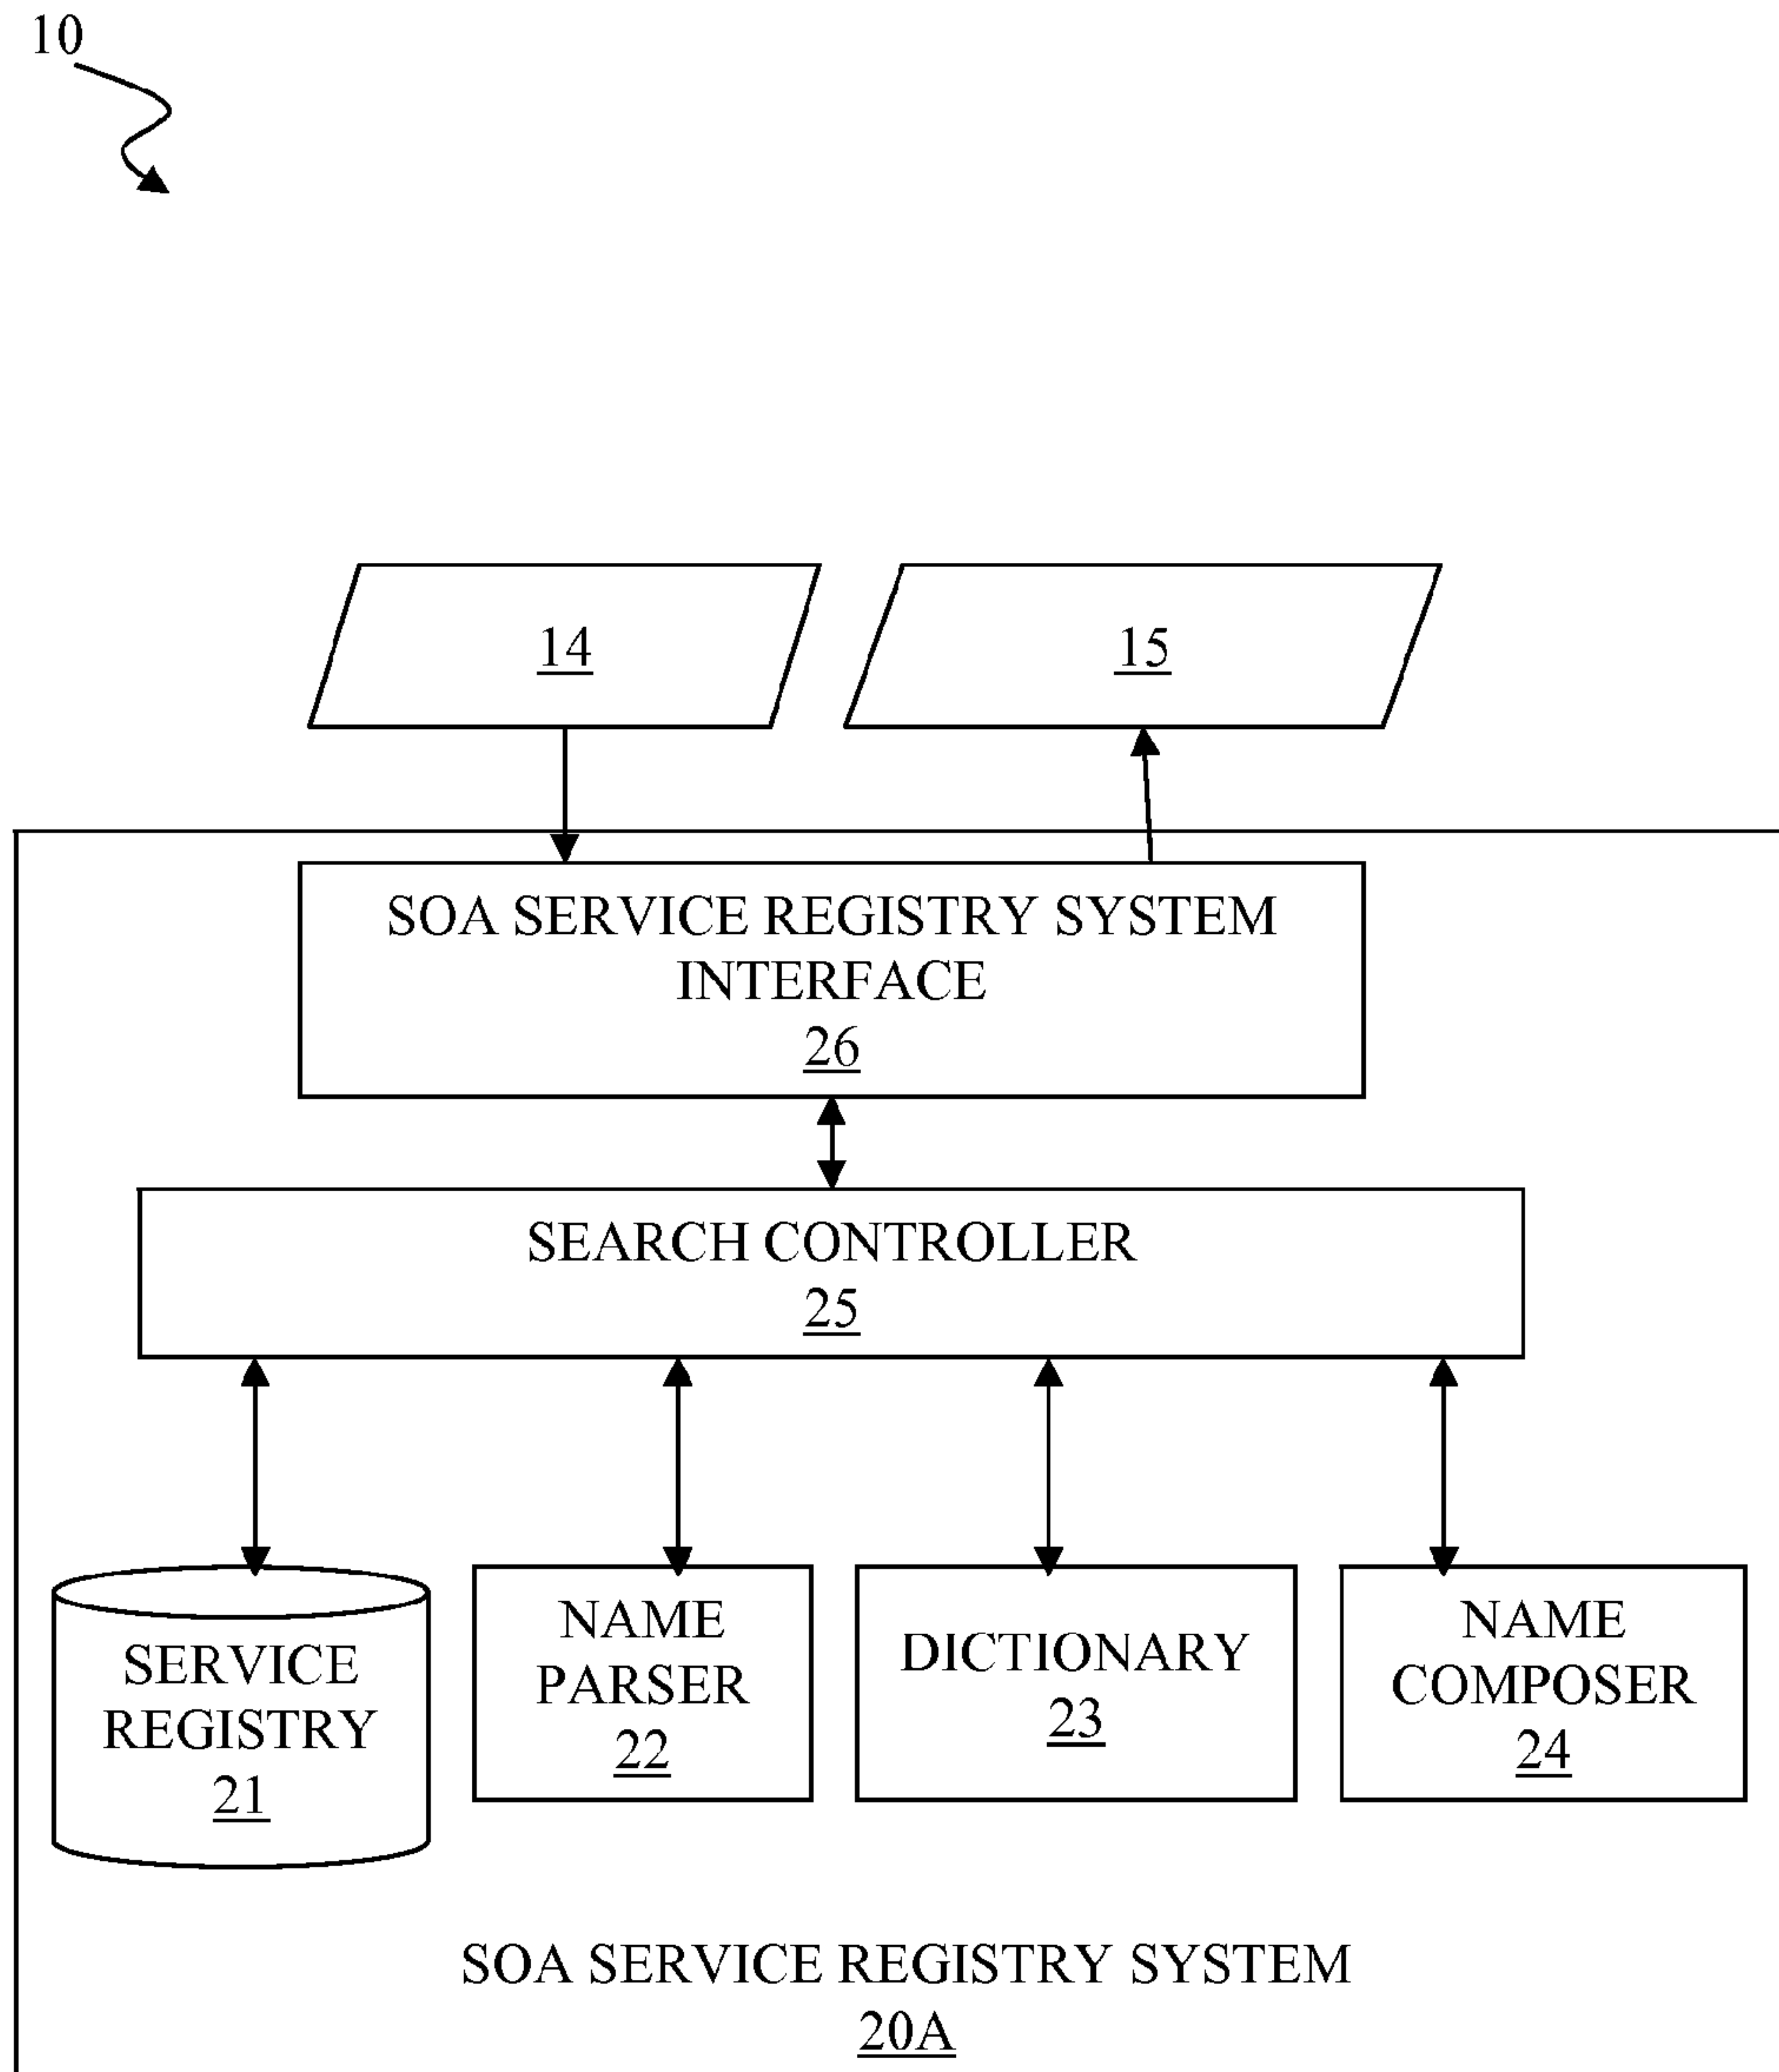 10
14
15
SOA SERVICE REGISTRY SYSTEM
INTERFACE
26
SEARCH CONTROLLER
25
SERVICE
REGISTRY
21
NAME
PARSER
22
DICTIONARY
23
NAME
COMPOSER
24
SOA SERVICE REGISTRY SYSTEM
20A